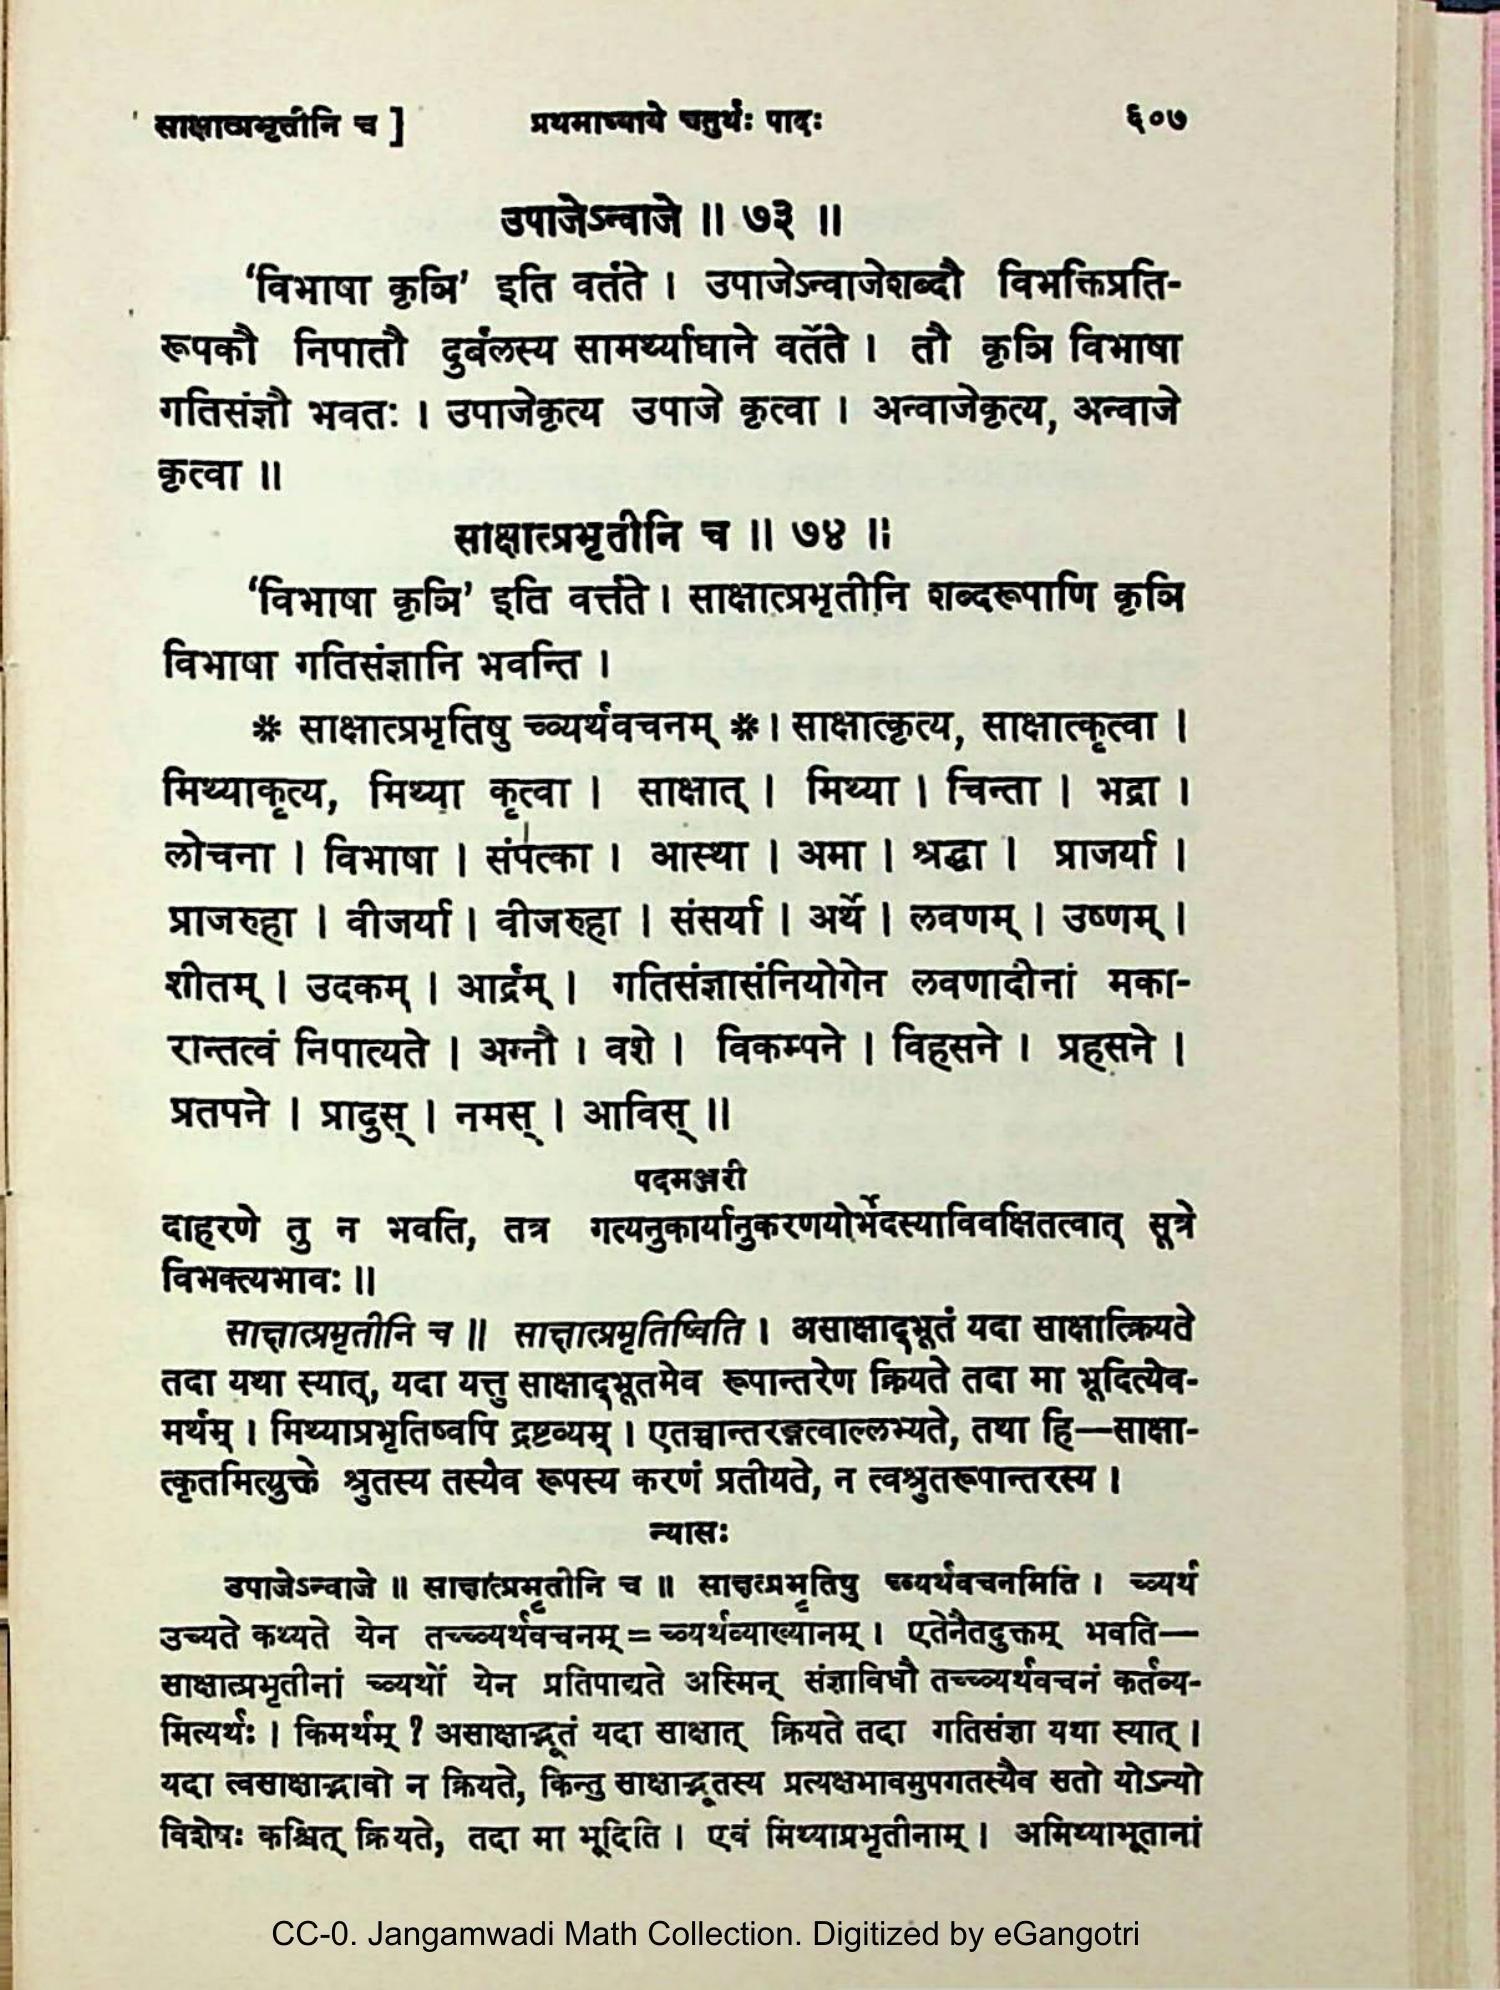 साक्षात्प्रभृतीनि च ] प्रथमाध्याये चतुर्थः पादः ६०७
उपाजेऽन्वाजे ॥ ७३ ॥
‘विभाषा कृञि’ इति वर्तते । उपाजेऽन्वाजेशब्दौ विभक्तिप्रति-
रूपकौ निपातौ दुर्बलस्य सामर्थ्याधाने वर्तेते । तौ कृञि विभाषा
गतिसंज्ञौ भवतः । उपाजेकृत्य उपाजे कृत्वा । अन्वाजेकृत्य, अन्वाजे
कृत्वा ॥
साक्षात्प्रभृतीनि च ॥ ७४ ॥
‘विभाषा कृञि’ इति वर्त्तते । साक्षात्प्रभृतीनि शब्दरूपाणि कृञि
विभाषा गतिसंज्ञानि भवन्ति ।
* साक्षात्प्रभृतिषु च्व्यर्थवचनम् * । साक्षात्कृत्य, साक्षात्कृत्वा ।
मिथ्याकृत्य, मिथ्या कृत्वा । साक्षात् । मिथ्या । चिन्ता । भद्रा ।
लोचना । विभाषा । संपत्का । आस्था । अमा । श्रद्धा । प्राजर्या ।
प्राजरुहा । वीजर्या । वीजरुहा । संसर्या । अर्थे । लवणम् । उष्णम् ।
शीतम् । उदकम् । आर्द्रम् । गतिसंज्ञासंनियोगेन लवणादीनां मका-
रान्तत्वं निपात्यते । अग्नौ । वशे । विकम्पने । विहसने । प्रहसने ।
प्रतपने । प्रादुस् । नमस् । आविस् ॥
पदमञ्जरी
दाहरणे तु न भवति, तत्र गत्यनुकार्यानुकरणयोर्भेदस्याविवक्षितत्वात् सूत्रे
विभक्त्यभावः ॥
साक्षात्प्रभृतीनि च ॥ साक्षात्प्रभृतिष्विति । असाक्षाद्भूतं यदा साक्षात्क्रियते
तदा यथा स्यात्, यदा यत्तु साक्षाद्भूतमेव रूपान्तरेण क्रियते तदा मा भूदित्येव-
मर्थम् । मिथ्याप्रभृतिष्वपि द्रष्टव्यम् । एतच्चान्तरङ्गत्वाल्लभ्यते, तथा हि—साक्षा-
त्कृतमित्युक्ते श्रुतस्य तस्यैव रूपस्य करणं प्रतीयते, न त्वश्रुतरूपान्तरस्य ।
न्यासः
उपाजेऽन्वाजे ॥ साक्षात्प्रभृतीनि च ॥ साक्षात्प्रभृतिषु च्व्यर्थवचनमिति । च्व्यर्थ
उच्यते कथ्यते येन तच्च्व्यर्थवचनम् = च्व्यर्थव्याख्यानम् । एतेनैतदुक्तम् भवति—
साक्षात्प्रभृतीनां च्व्यर्थो येन प्रतिपाद्यते अस्मिन् संज्ञाविधौ तच्च्व्यर्थवचनं कर्तव्य-
मित्यर्थः । किमर्थम् ? असाक्षाद्भूतं यदा साक्षात् क्रियते तदा गतिसंज्ञा यथा स्यात् ।
यदा त्वसाक्षाद्भावो न क्रियते, किन्तु साक्षाद्भूतस्य प्रत्यक्षभावमुपगतस्यैव सतो योऽन्यो
विशेषः कश्चित् क्रियते, तदा मा भूदिति । एवं मिथ्याप्रभृतीनाम् । अमिथ्याभूतानां
CC-0. Jangamwadi Math Collection. Digitized by eGangotri